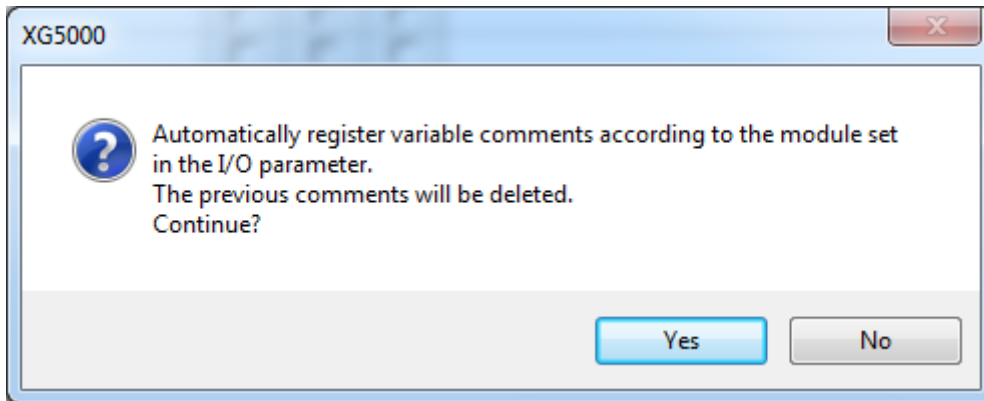 XG5000
Automatically register variable comments according to the module set
in the I/O parameter.
The previous comments will be deleted.
Continue?
Yes
No